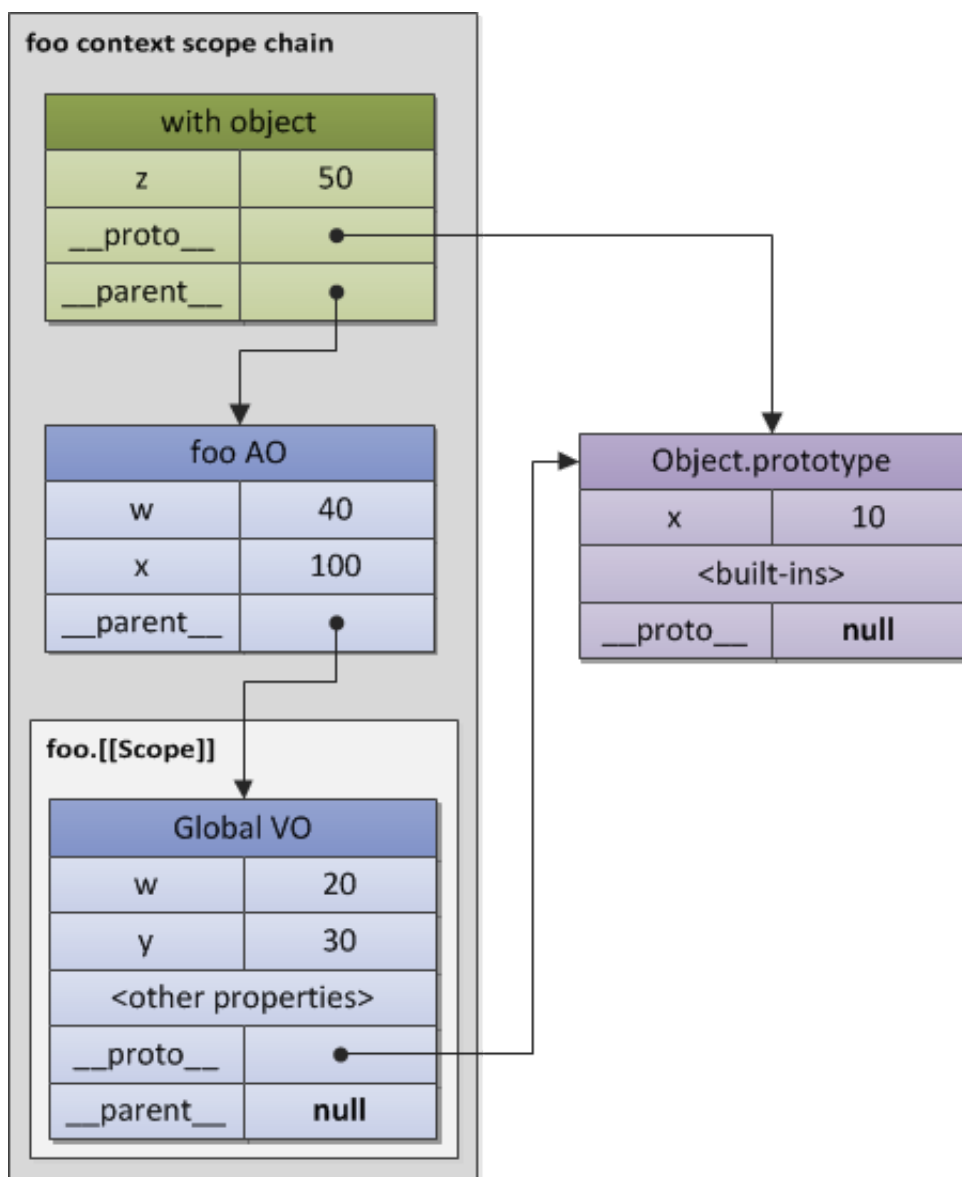 foo context scope chain
with object
z 50
__proto__
__parent__
foo AO
w 40
x 100
__parent__
Object.prototype
x 10
<built-ins>
__proto__ null
foo.[[Scope]]
Global VO
w 20
y 30
<other properties>
__proto__
__parent__ null